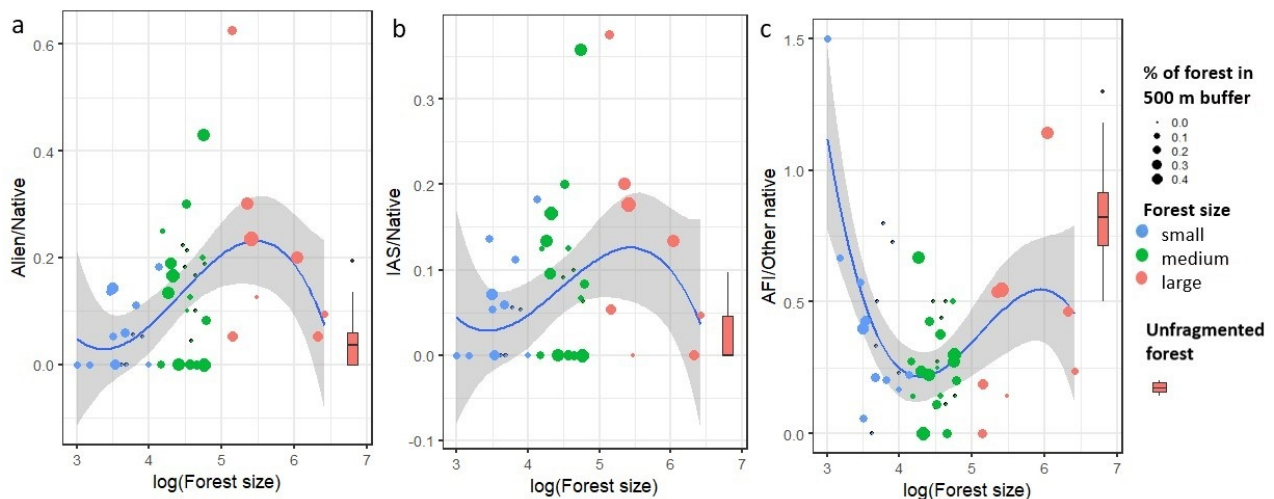 a
Alien/Native
0.6
0.4
0.2
0.0
3 4 5 6 7
log(Forest size)
b
IAS/Native
0.3
0.2
0.1
0.0
-0.1
3 4 5 6 7
log(Forest size)
c
AFI/Other native
1.5
1.0
0.5
0.0
3 4 5 6 7
log(Forest size)
% of forest in
500 m buffer
0.0
0.1
0.2
0.3
0.4
Forest size
small
medium
large
Unfragmented
forest